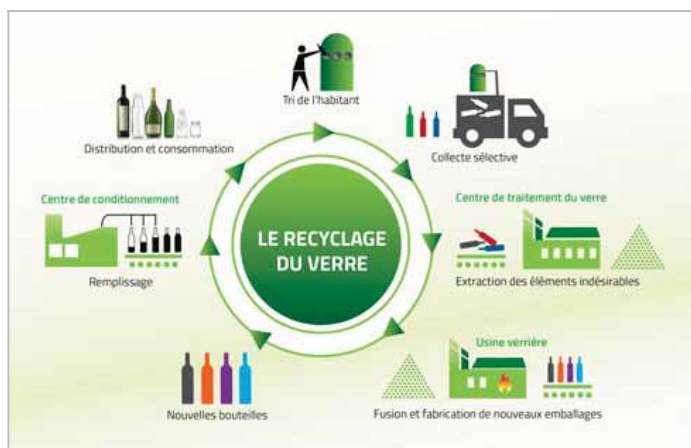 Tri de l'habitant
Collecte sélective
Centre de traitement du verre
Extraction des éléments indésirables
Usine verrière
Fusion et fabrication de nouveaux emballages
Nouvelles bouteilles
Centre de conditionnement
Remplissage
Distribution et consommation
LE RECYCLAGE
DU VERRE